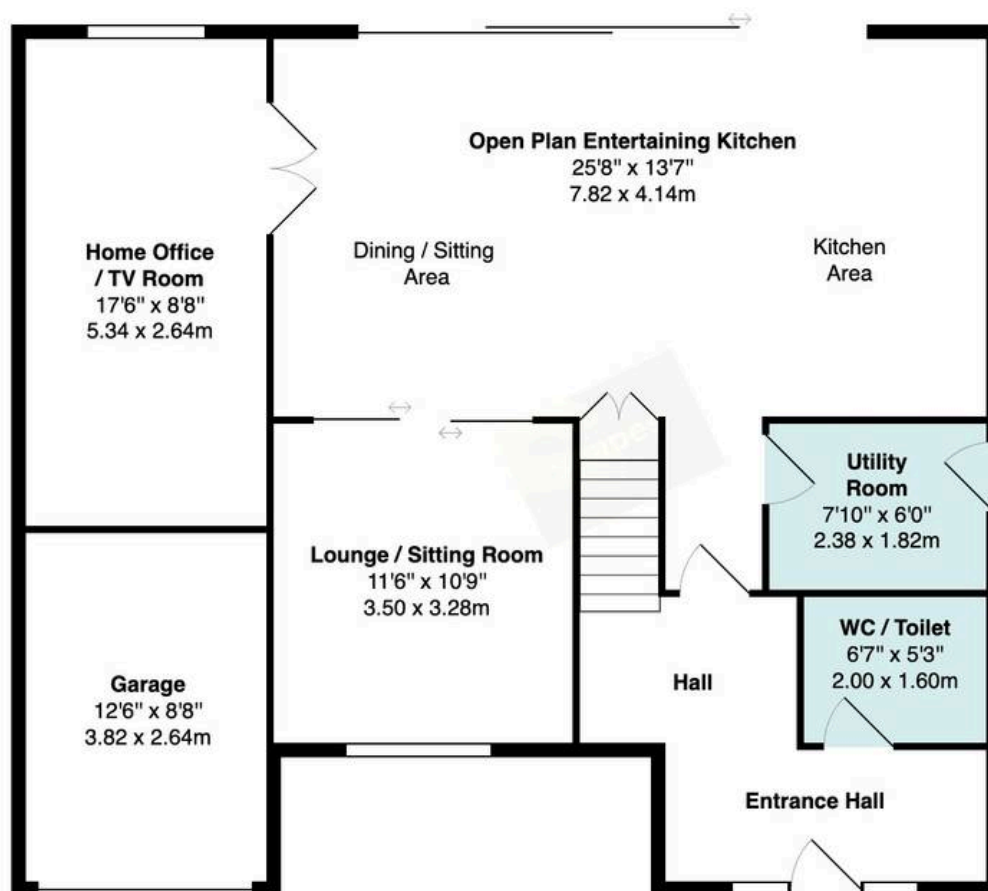 Open Plan Entertaining Kitchen
25'8" x 13'7"
7.82 x 4.14m
Home Office
/ TV Room
17'6" x 8'8"
5.34 x 2.64m
Dining / Sitting
Area
Kitchen
Area
Utility
Room
7'10" x 6'0"
2.38 x 1.82m
Lounge / Sitting Room
11'6" x 10'9"
3.50 x 3.28m
WC / Toilet
6'7" x 5'3"
2.00 x 1.60m
Garage
12'6" x 8'8"
3.82 x 2.64m
Hall
Entrance Hall